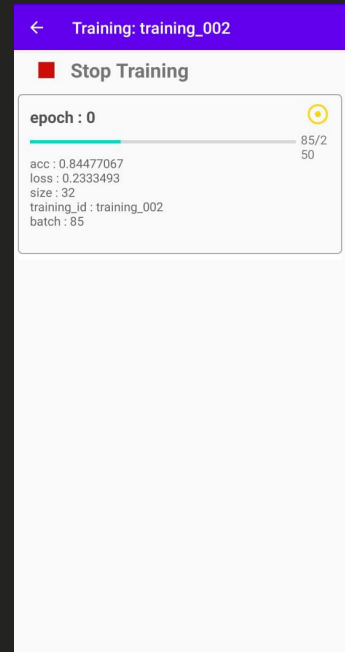 Training: training_002
Stop Training
epoch : 0
85/2
50
acc : 0.84477067
loss : 0.2333493
size : 32
training_id : training_002
batch : 85